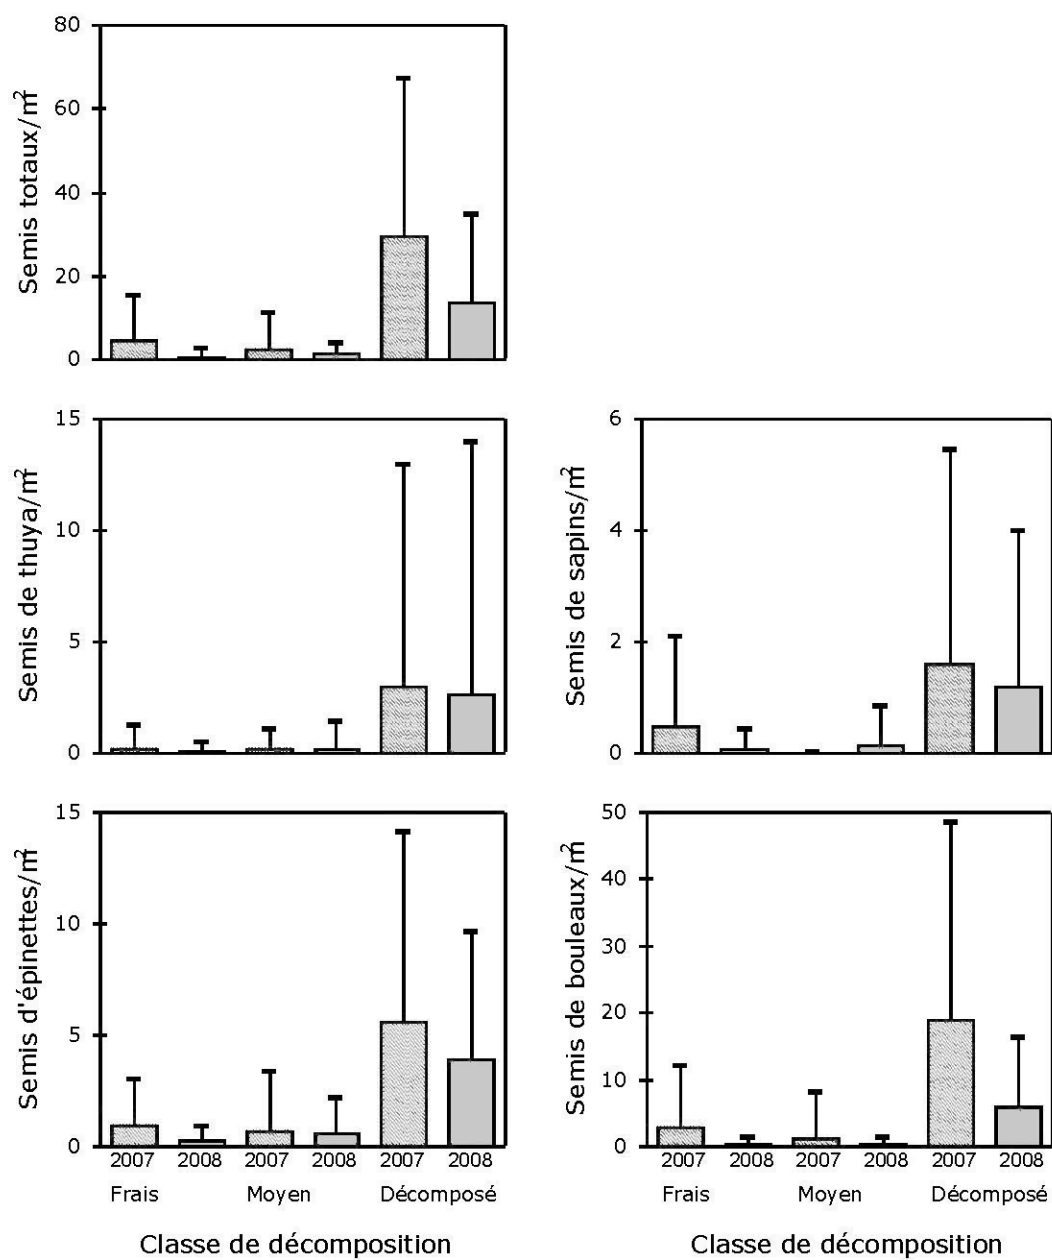 Semis totaux/m²
80
60
40
20
0
Semis de thuya/m²
15
10
5
0
Semis de sapins/m²
6
4
2
0
Semis d'épinettes/m²
15
10
5
0
2007 2008 2007 2008 2007 2008
Frais Moyen Décomposé
Classe de décomposition
Semis de bouleaux/m²
50
40
30
20
10
0
2007 2008 2007 2008 2007 2008
Frais Moyen Décomposé
Classe de décomposition